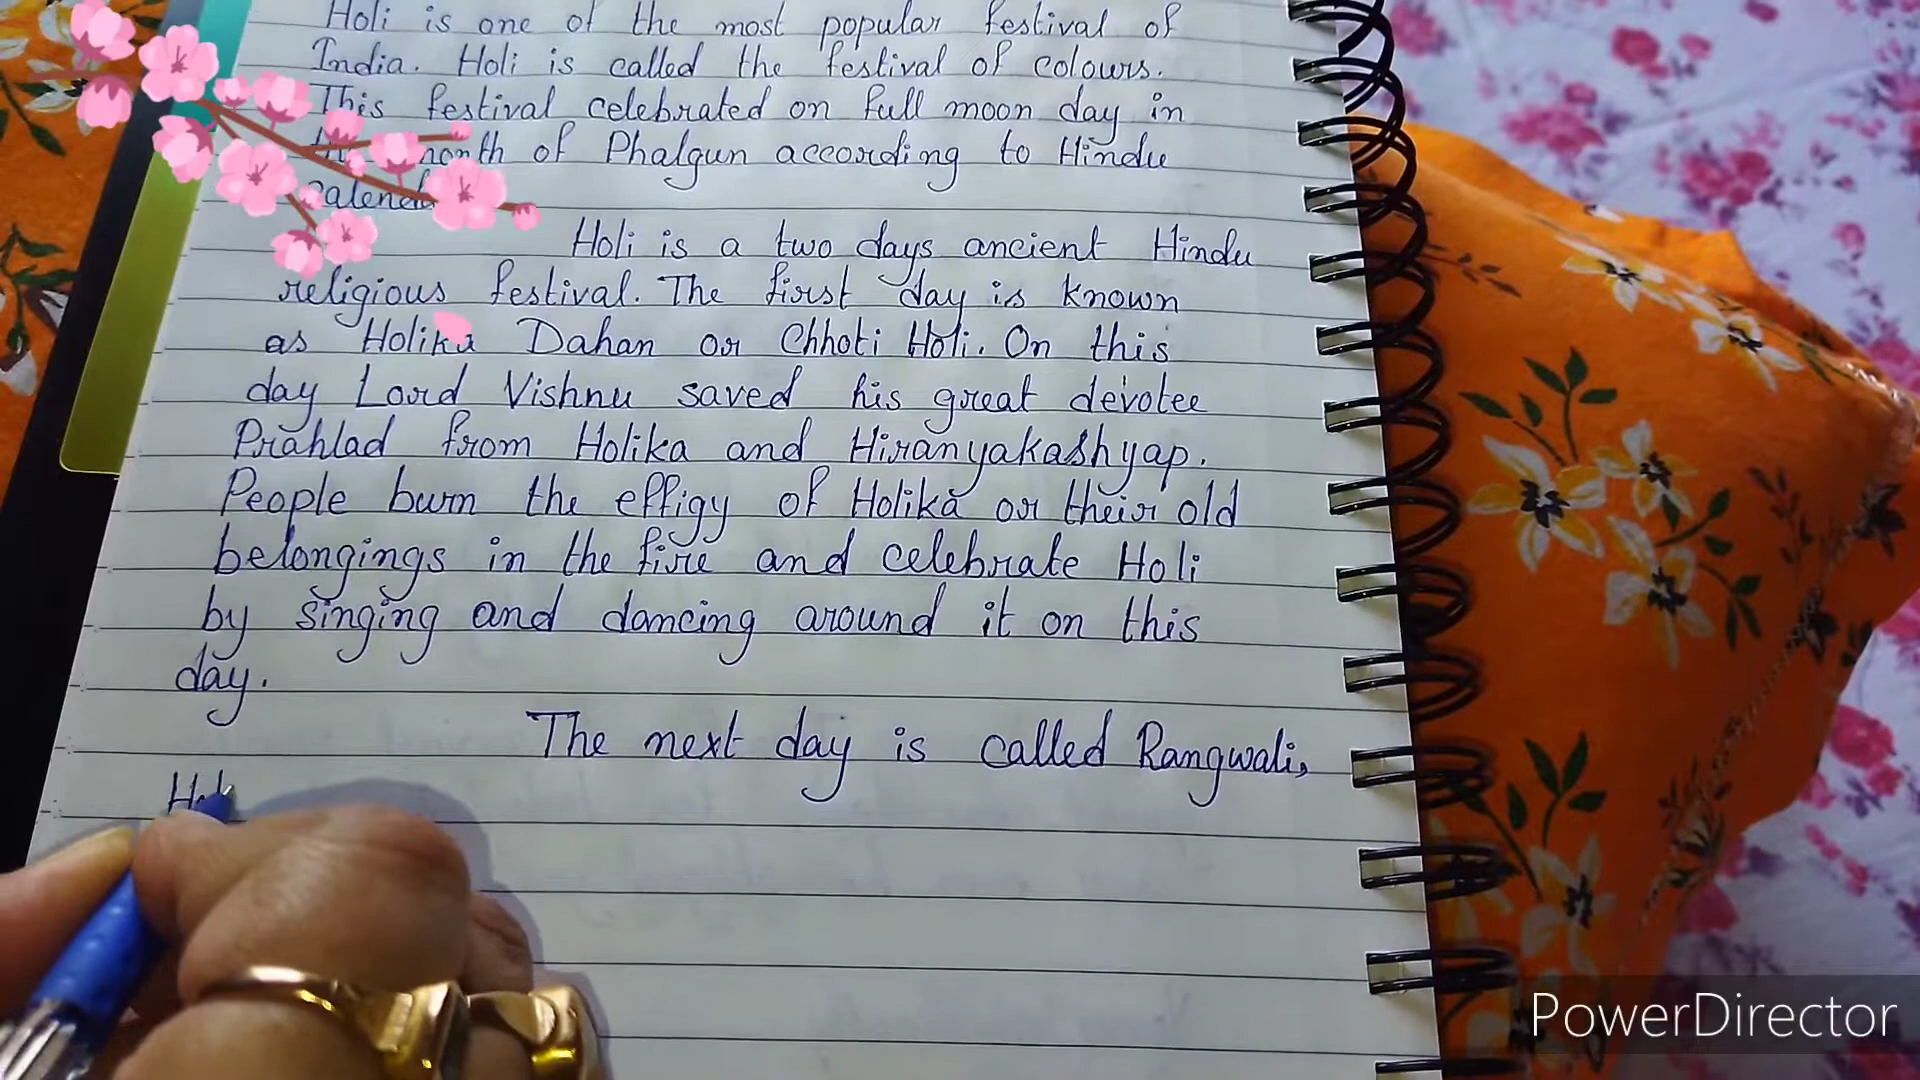 Holi is one of the most popular festival of
India. Holi is called the festival of colours.
This festival celebrated on full moon day in
month of Phalgun according to Hindu
Holi is a two days ancient Hindu
religious festival. The first day is known
as Holika Dahan or Chhoti Holi. On this
day Lord Vishnu saved his great devotee
Prahlad from Holika and Hiranyakashyap.
People burn the effigy of Holika or their old
belongings in the fire and celebrate Holi
by singing and dancing around it on this
day.
The next day is called Rangwali,
PowerDirector